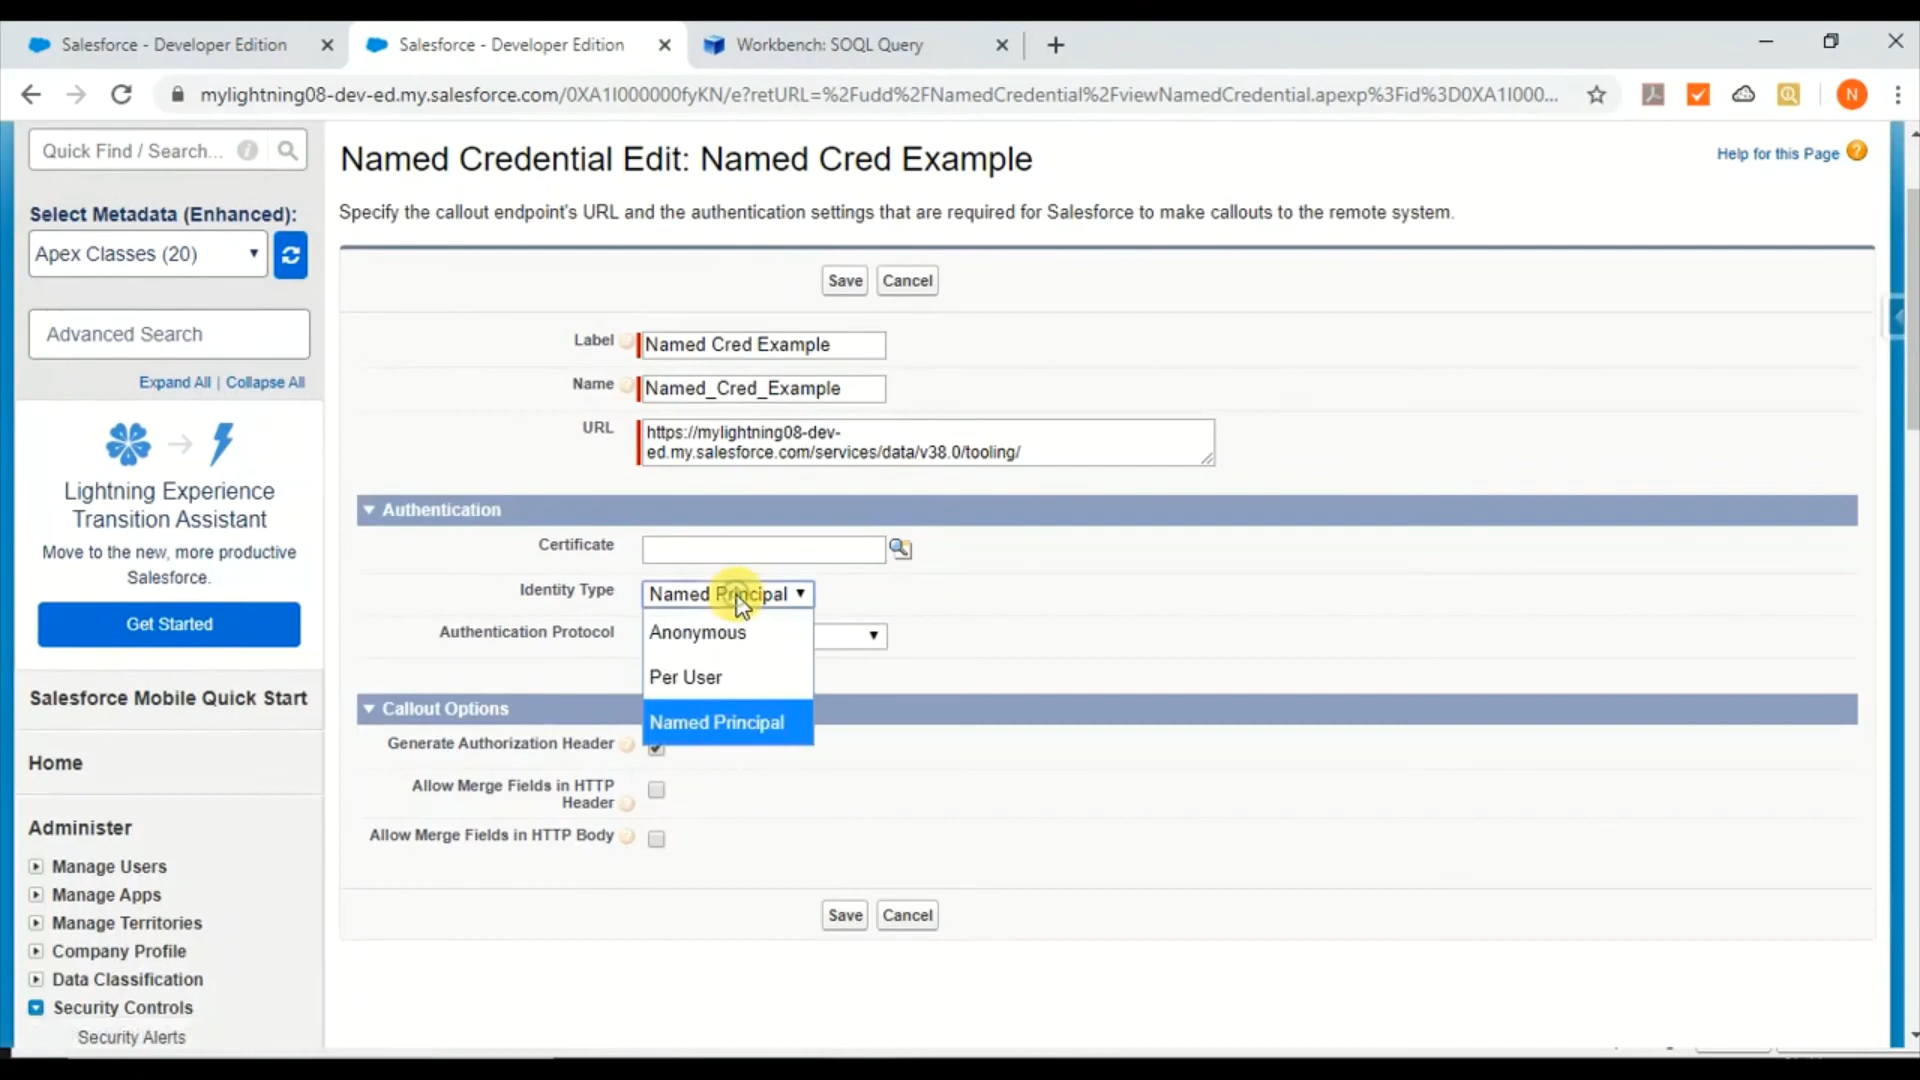 Salesforce - Developer Edition
Salesforce - Developer Edition
Workbench: SOQL Query
mylightning08-dev-ed.my.salesforce.com/0XA1I000000fyKN/e?retURL=%2Fudd%2FNamedCredential%2FviewNamedCredential.apexp%3Fid%3D0XA1I000...
N
Quick Find / Search...
Select Metadata (Enhanced):
Apex Classes (20)
Advanced Search
Expand All | Collapse All
Lightning Experience
Transition Assistant
Move to the new, more productive
Salesforce.
Get Started
Salesforce Mobile Quick Start
Home
Administer
Manage Users
Manage Apps
Manage Territories
Company Profile
Data Classification
Security Controls
Security Alerts
Named Credential Edit: Named Cred Example
Help for this Page
Specify the callout endpoint's URL and the authentication settings that are required for Salesforce to make callouts to the remote system.
Save Cancel
Label Named Cred Example
Name Named_Cred_Example
URL https://mylightning08-dev-
ed.my.salesforce.com/services/data/v38.0/tooling/
Authentication
Certificate
Identity Type Named Principal
Anonymous
Per User
Named Principal
Authentication Protocol
Callout Options
Generate Authorization Header
Allow Merge Fields in HTTP
Header
Allow Merge Fields in HTTP Body
Save Cancel